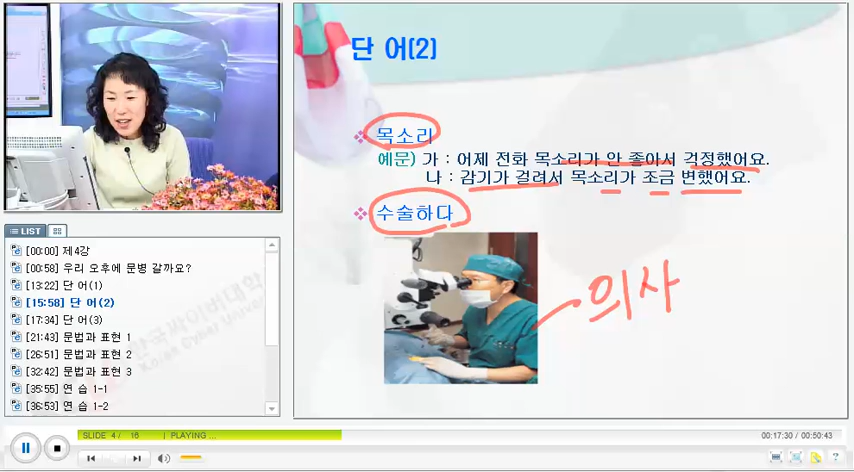 단 어(2)
목소리
예문) 가 : 어제 전화 목소리가 안 좋아서 걱정했어요.
나 : 감기가 걸려서 목소리가 조금 변했어요.
수술하다
의사
LIST
[00:00] 제4강
[00:58] 우리 오후에 문병 갈까요?
[13:22] 단 어(1)
[15:58] 단 어(2)
[17:34] 단 어(3)
[21:43] 문법과 표현 1
[26:51] 문법과 표현 2
[32:42] 문법과 표현 3
[35:55] 연 습 1-1
[36:53] 연 습 1-2
SLIDE 4 / 16 | PLAYING ...
00:17:30 / 00:50:43